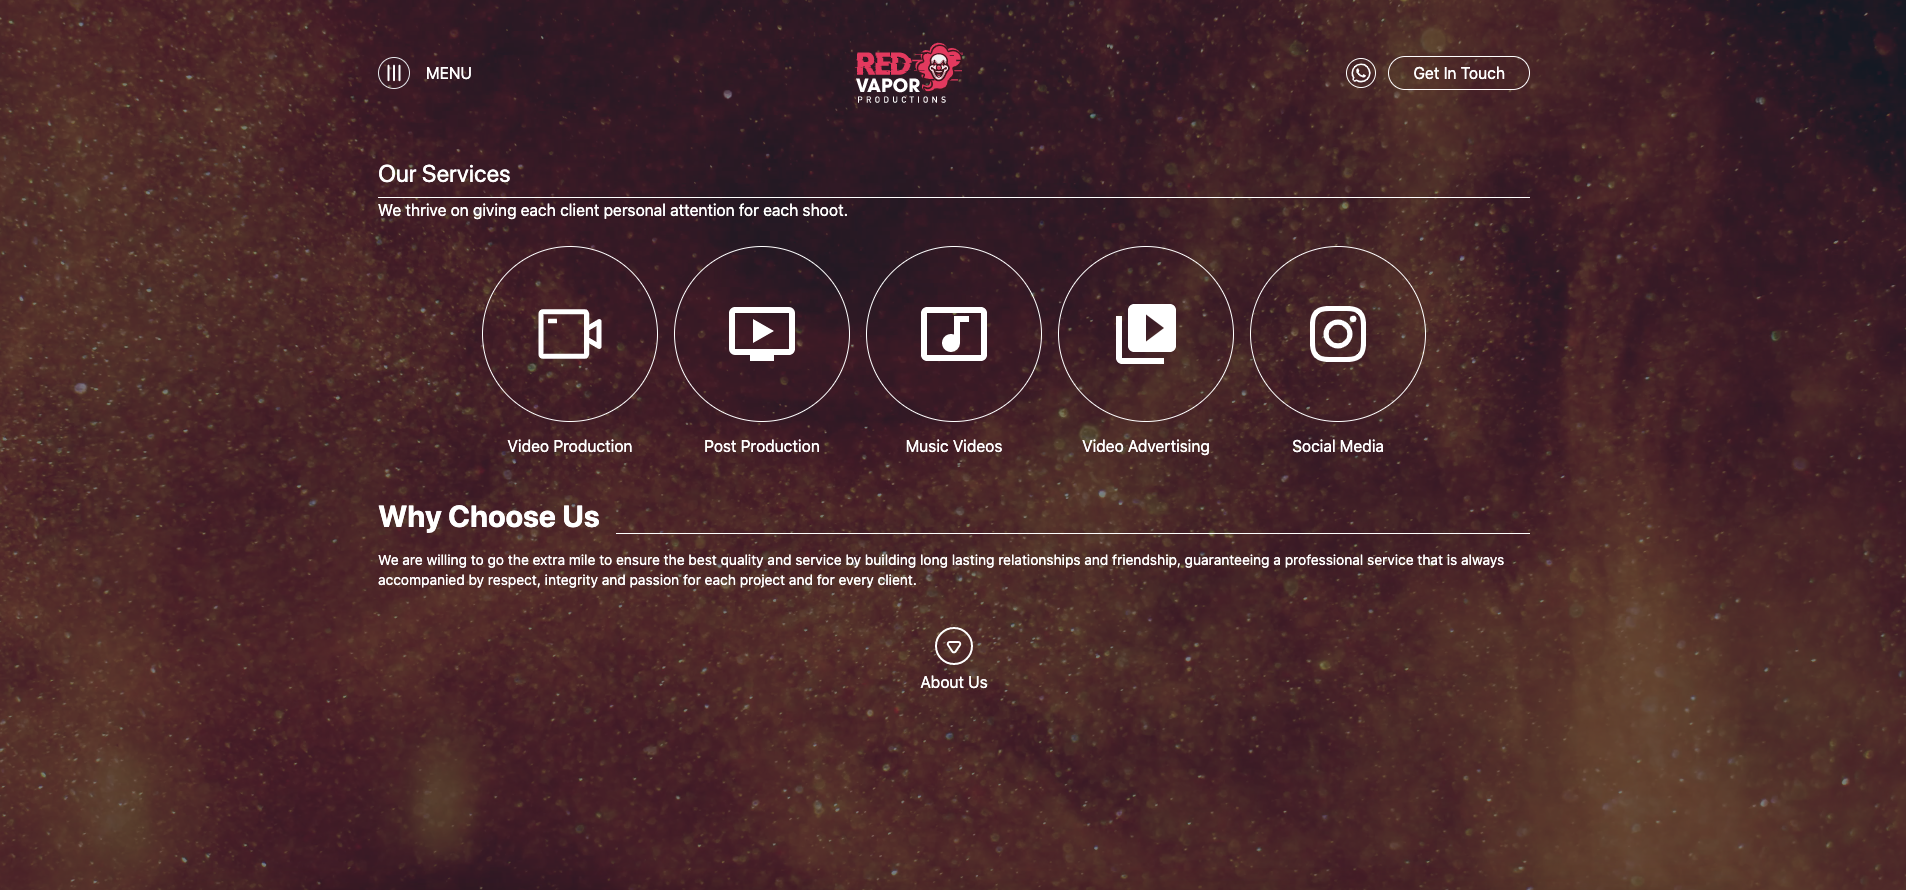 MENU
RED
VAPOR
PRODUCTIONS
Get In Touch
Our Services
We thrive on giving each client personal attention for each shoot.
Video Production
Post Production
Music Videos
Video Advertising
Social Media
Why Choose Us
We are willing to go the extra mile to ensure the best quality and service by building long lasting relationships and friendship, guaranteeing a professional service that is always
accompanied by respect, integrity and passion for each project and for every client.
About Us